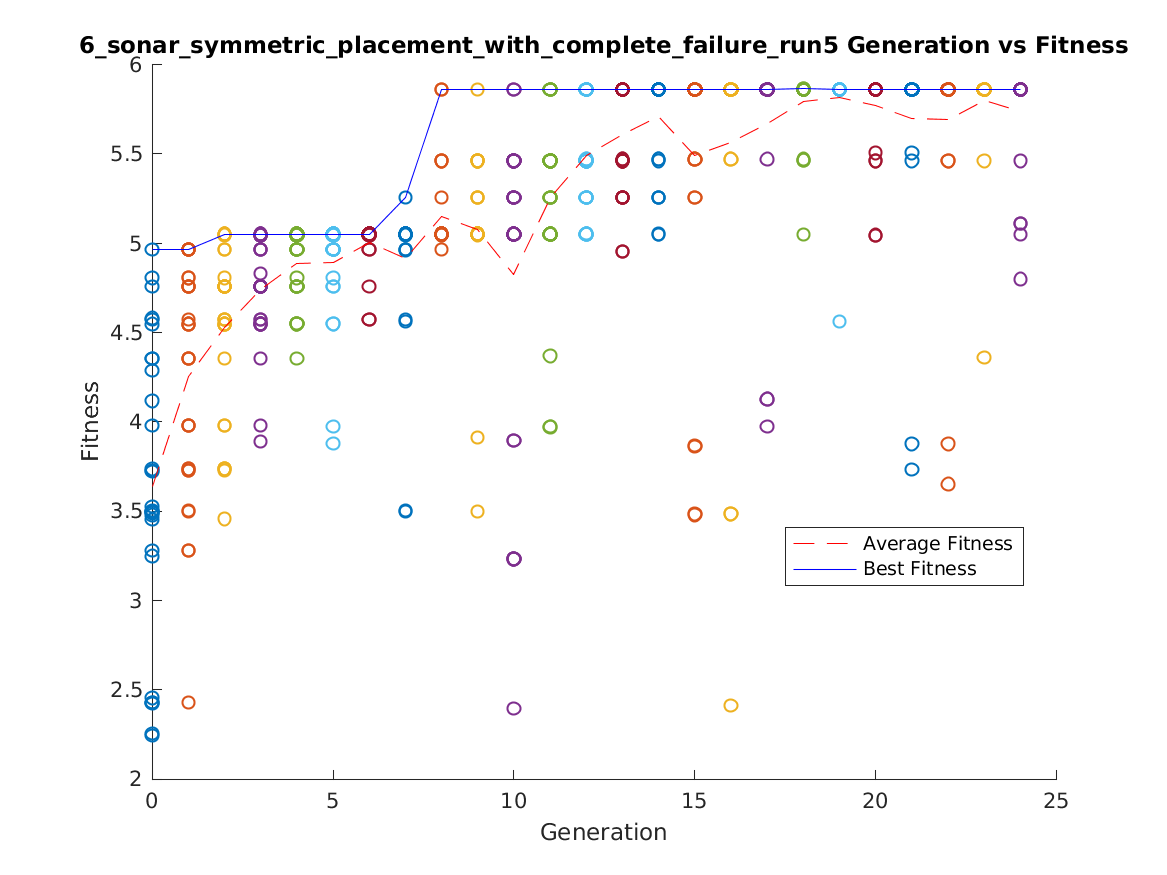 6_sonar_symmetric_placement_with_complete_failure_run5 Generation vs Fitness
6
5.5
5
4.5
4
3.5
3
2.5
2
Fitness
Average Fitness
Best Fitness
0 5 10 15 20 25
Generation